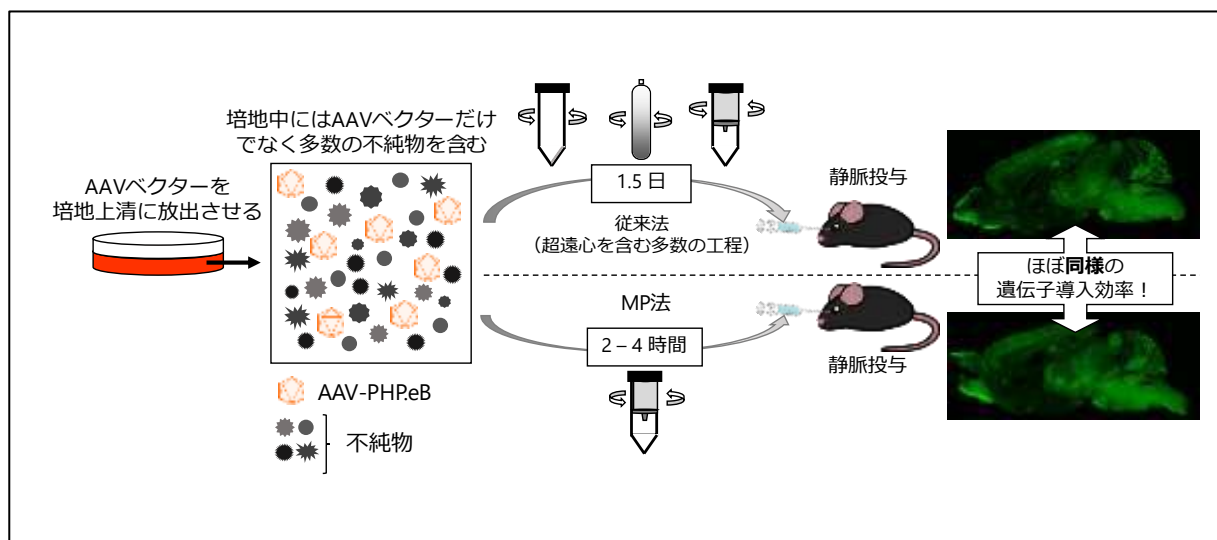 AAVベクターを
培地上清に放出させる
培地中にはAAVベクターだけ
でなく多数の不純物を含む
AAV-PHP.eB
不純物
1.5 日
従来法
（超遠心を含む多数の工程）
静脈投与
MP法
2 – 4 時間
静脈投与
ほぼ同様の
遺伝子導入効率！